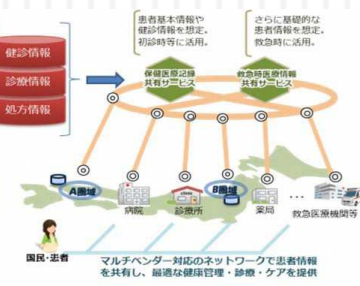 患者基本情報や
健診情報を想定。
初診時等に活用。
さらに基礎的な
患者情報を想定。
救急時に活用。
健診情報
診療情報
処方情報
保健医療記録
共有サービス
救急時医療情報
共有サービス
A圏域
病院
診療所
B圏域
薬局
…
救急医療機関等
国民・患者
マルチベンダー対応のネットワークで患者情報
を共有し、最適な健康管理・診療・ケアを提供